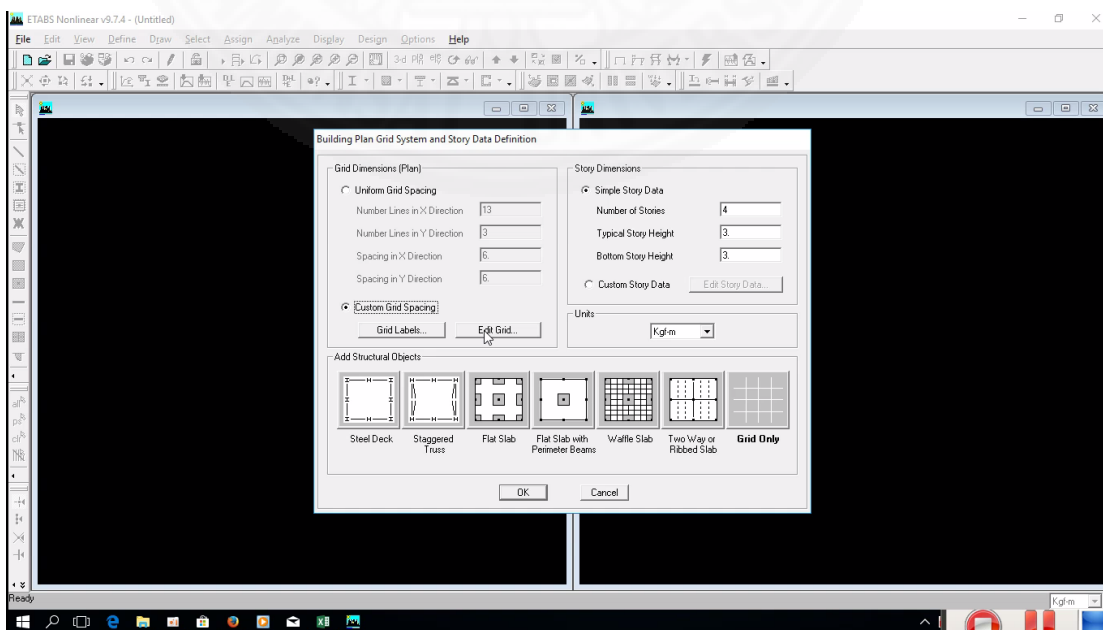 ETABS Nonlinear v9.7.4 - (Untitled)
File Edit View Define Draw Select Assign Analyze Display Design Options Help
3-d
Building Plan Grid System and Story Data Definition
Grid Dimensions (Plan)
Uniform Grid Spacing
Number Lines in X Direction 13
Number Lines in Y Direction 3
Spacing in X Direction 6.
Spacing in Y Direction 6.
Custom Grid Spacing
Grid Labels... Edit Grid...
Story Dimensions
Simple Story Data
Number of Stories 4
Typical Story Height 3.
Bottom Story Height 3.
Custom Story Data Edit Story Data...
Units
Kgf-m
Add Structural Objects
Steel Deck
Staggered
Truss
Flat Slab
Flat Slab with
Perimeter Beams
Waffle Slab
Two Way or
Ribbed Slab
Grid Only
OK Cancel
Ready
Kgf-m